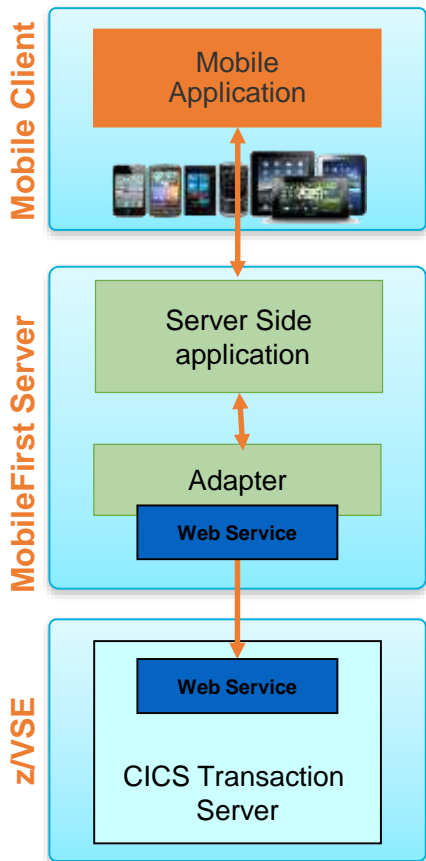 Mobile Client
Mobile
Application
MobileFirst Server
Server Side
application
Adapter
Web Service
z/VSE
Web Service
CICS Transaction
Server